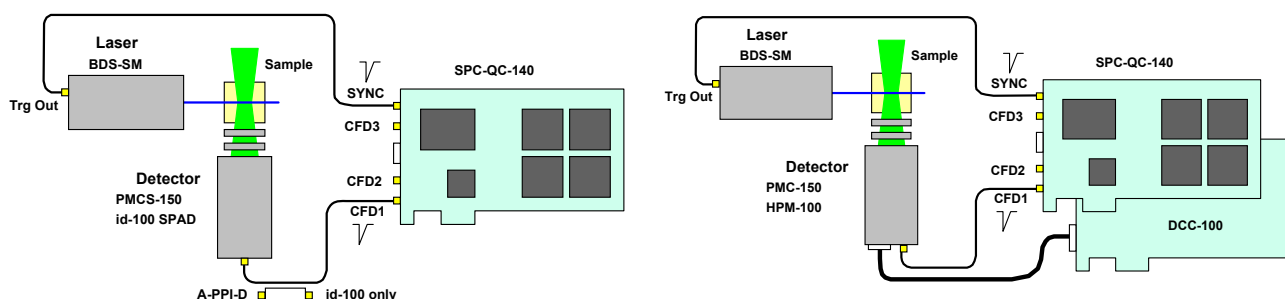 Laser
BDS-SM
Trg Out
Sample
SPC-QC-140
SYNC
CFD3
CFD2
CFD1
Detector
PMCS-150
id-100 SPAD
A-PPI-D
id-100 only
Laser
BDS-SM
Trg Out
Sample
SPC-QC-140
SYNC
CFD3
CFD2
CFD1
Detector
PMC-150
HPM-100
DCC-100